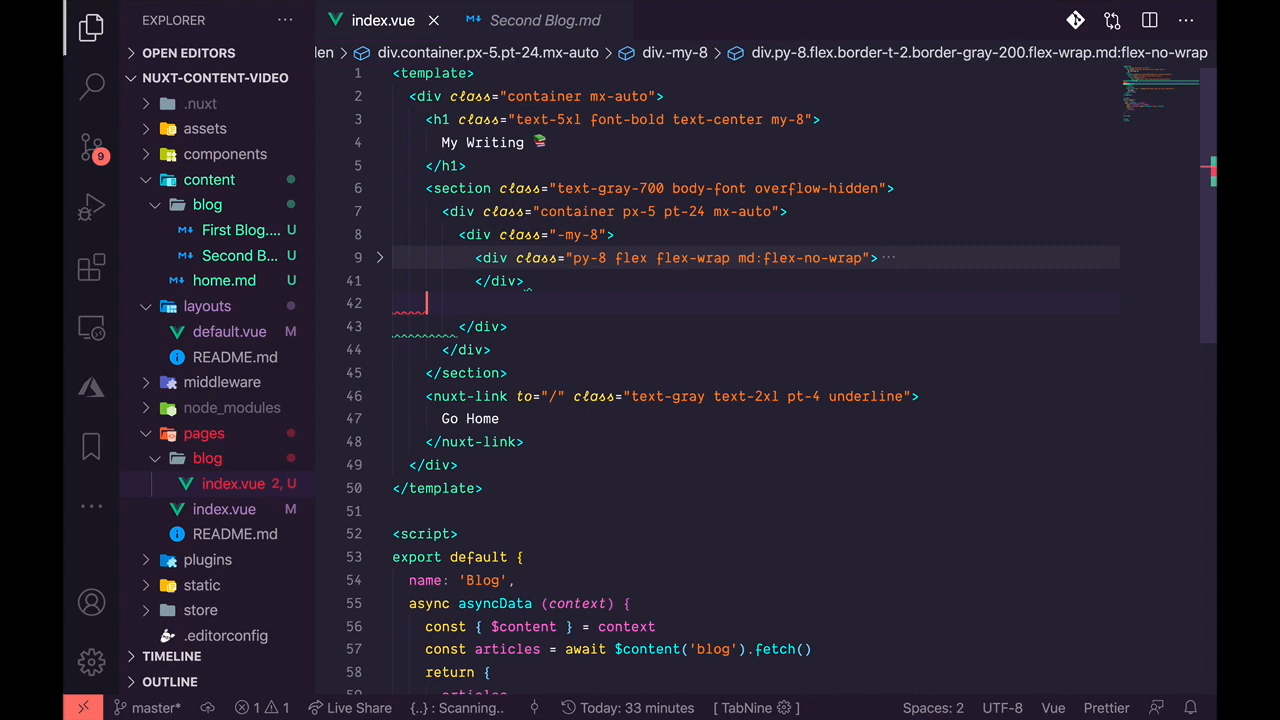 EXPLORER
OPEN EDITORS
NUXT-CONTENT-VIDEO
.nuxt
assets
components
content
blog
First Blog.... U
Second B... U
home.md U
layouts
default.vue M
README.md
middleware
node_modules
pages
blog
index.vue 2, U
index.vue M
README.md
plugins
static
store
.editorconfig
TIMELINE
OUTLINE
9
index.vue
Second Blog.md
den > div.container.px-5.pt-24.mx-auto > div.-my-8 > div.py-8.flex.border-t-2.border-gray-200.flex-wrap.md:flex-no-wrap
1 <template>
2 <div class="container mx-auto">
3 <h1 class="text-5xl font-bold text-center my-8">
4 My Writing 📚
5 </h1>
6 <section class="text-gray-700 body-font overflow-hidden">
7 <div class="container px-5 pt-24 mx-auto">
8 <div class="-my-8">
9 <div class="py-8 flex flex-wrap md:flex-no-wrap"> ...
41 </div>
42
43 </div>
44 </div>
45 </section>
46 <nuxt-link to="/" class="text-gray text-2xl pt-4 underline">
47 Go Home
48 </nuxt-link>
49 </div>
50 </template>
51
52 <script>
53 export default {
54 name: 'Blog',
55 async asyncData (context) {
56 const { $content } = context
57 const articles = await $content('blog').fetch()
58 return {
59 articles
master* 1 1 Live Share {..} : Scanning.. Today: 33 minutes [ TabNine ] Spaces: 2 UTF-8 Vue Prettier